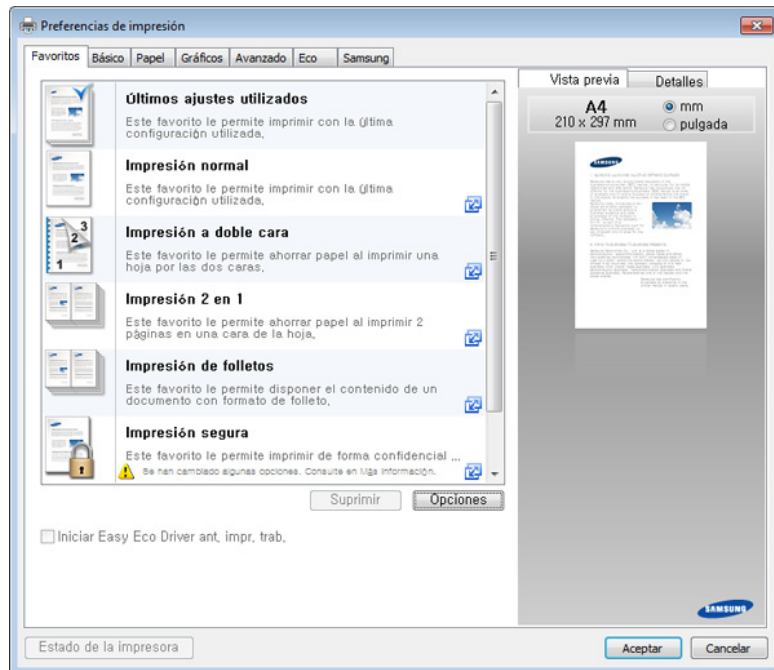 Preferencias de impresión
Favoritos Básico Papel Gráficos Avanzado Eco Samsung
Últimos ajustes utilizados
Este favorito le permite imprimir con la última
configuración utilizada,
Impresión normal
Este favorito le permite imprimir con la última
configuración utilizada,
Impresión a doble cara
Este favorito le permite ahorrar papel al imprimir una
hoja por las dos caras,
3
2
1
Impresión 2 en 1
Este favorito le permite ahorrar papel al imprimir 2
páginas en una cara de la hoja,
Impresión de folletos
Este favorito le permite disponer el contenido de un
documento con formato de folleto,
Impresión segura
Este favorito le permite imprimir de forma confidencial ...
Se han cambiado algunas opciones. Consulte en Más información.
Suprimir Opciones
Iniciar Easy Eco Driver ant, impr, trab,
Vista previa Detalles
A4
210 x 297 mm
mm
pulgada
SAMSUNG
SAMSUNG
Estado de la impresora
Aceptar Cancelar